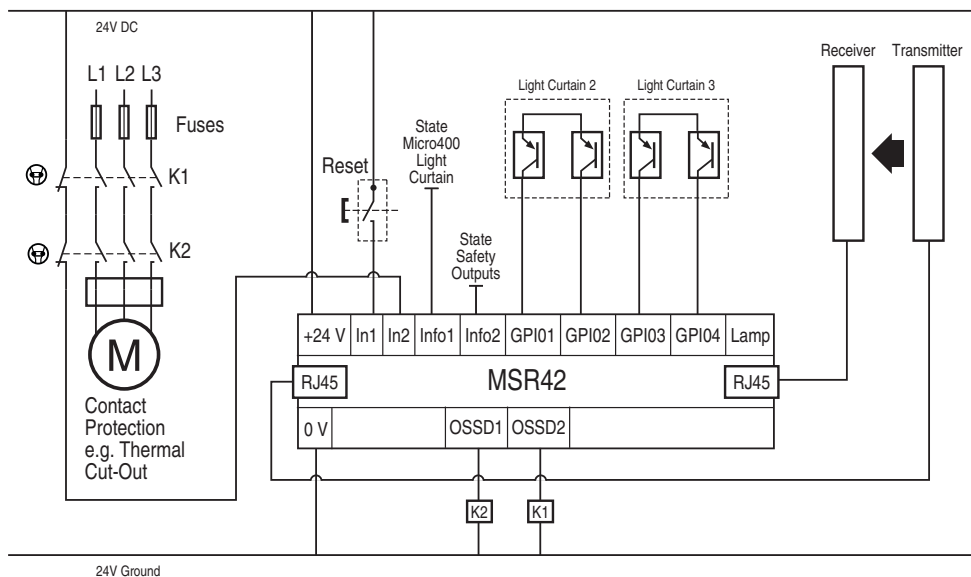 24V DC
L1 L2 L3
Fuses
K1
K2
M
Contact
Protection
e.g. Thermal
Cut-Out
Reset
State
Micro400
Light
Curtain
State
Safety
Outputs
Light Curtain 2
Light Curtain 3
Receiver
Transmitter
+24 V In1 In2 Info1 Info2 GPI01 GPI02 GPI03 GPI04 Lamp
RJ45 MSR42 RJ45
0 V OSSD1 OSSD2
K2 K1
24V Ground